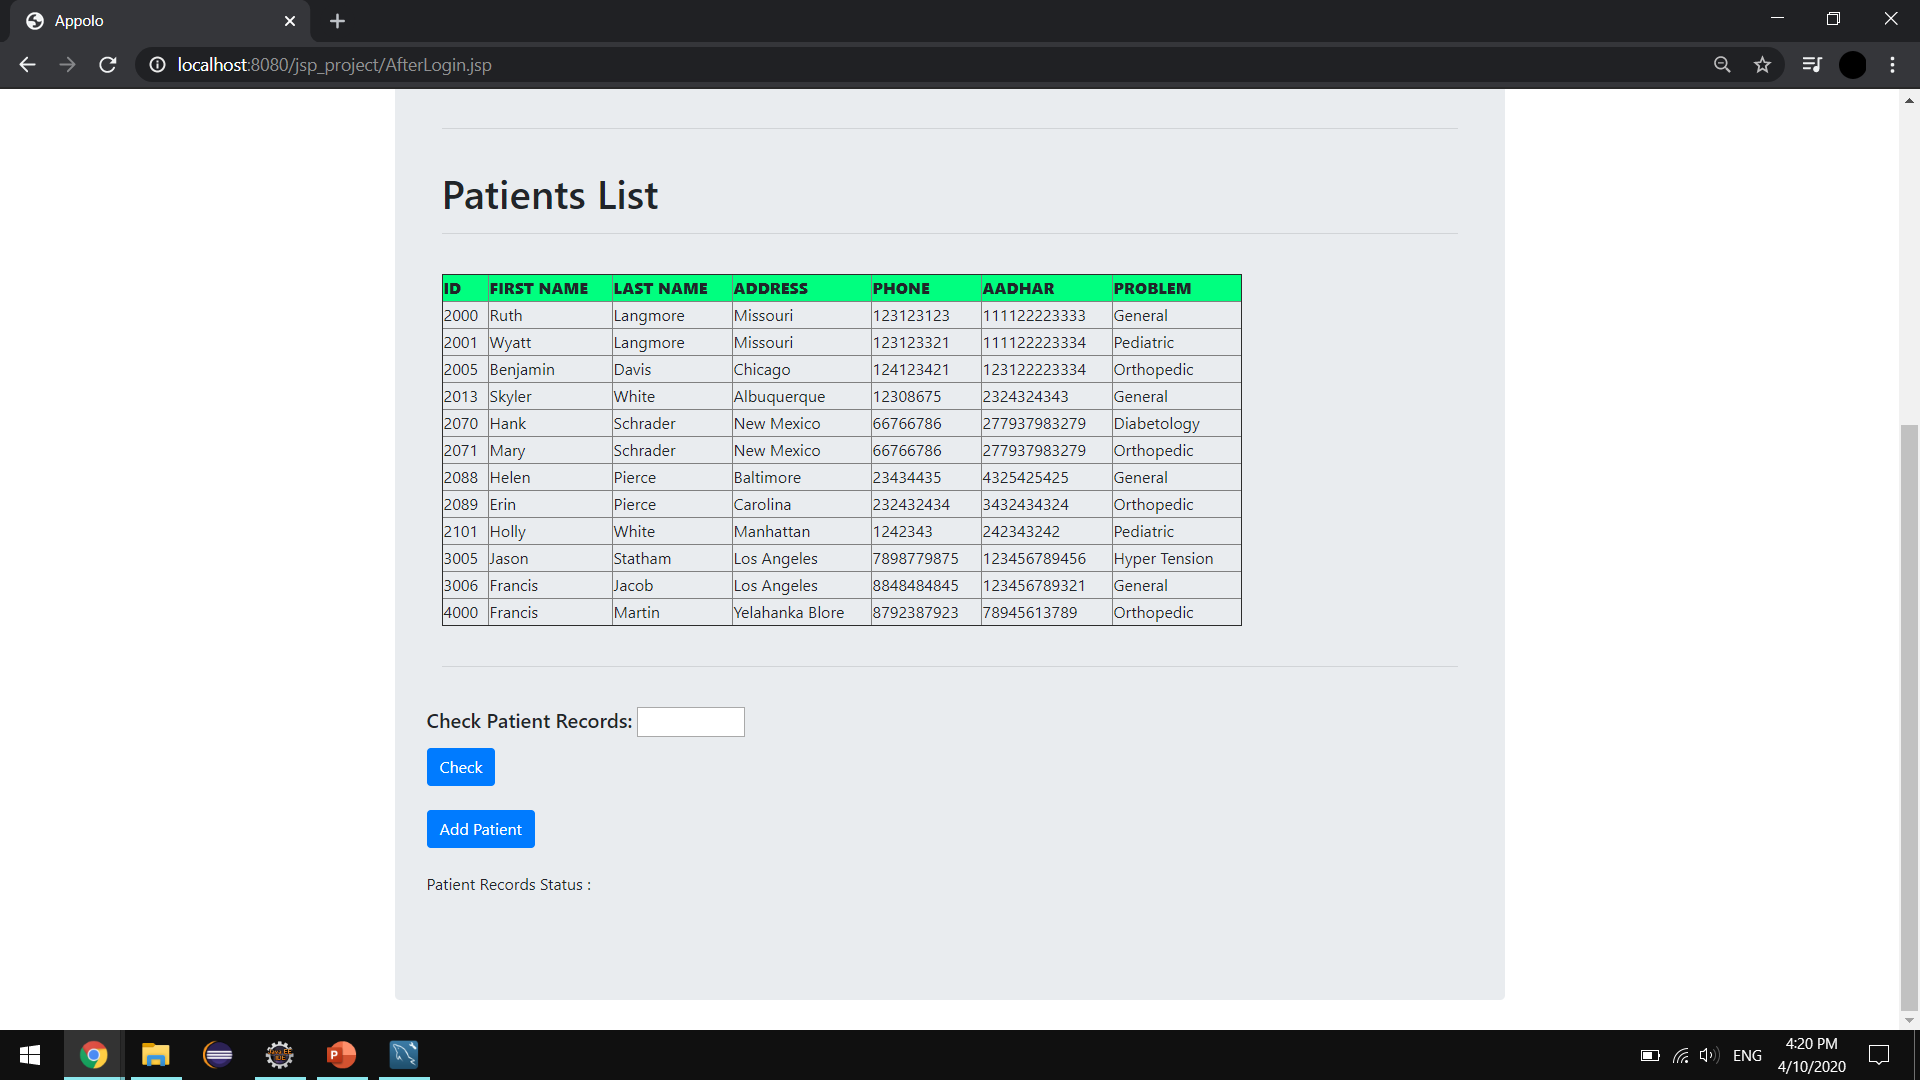 Appolo
localhost:8080/jsp_project/AfterLogin.jsp
Patients List
ID FIRST NAME LAST NAME ADDRESS PHONE AADHAR PROBLEM
2000 Ruth Langmore Missouri 123123123 111122223333 General
2001 Wyatt Langmore Missouri 123123321 111122223334 Pediatric
2005 Benjamin Davis Chicago 124123421 123122223334 Orthopedic
2013 Skyler White Albuquerque 12308675 2324324343 General
2070 Hank Schrader New Mexico 66766786 277937983279 Diabetology
2071 Mary Schrader New Mexico 66766786 277937983279 Orthopedic
2088 Helen Pierce Baltimore 23434435 4325425425 General
2089 Erin Pierce Carolina 232432434 3432434324 Orthopedic
2101 Holly White Manhattan 1242343 242343242 Pediatric
3005 Jason Statham Los Angeles 7898779875 123456789456 Hyper Tension
3006 Francis Jacob Los Angeles 8848484845 123456789321 General
4000 Francis Martin Yelahanka Blore 8792387923 78945613789 Orthopedic
Check Patient Records:
Check
Add Patient
Patient Records Status :
ENG
4:20 PM
4/10/2020